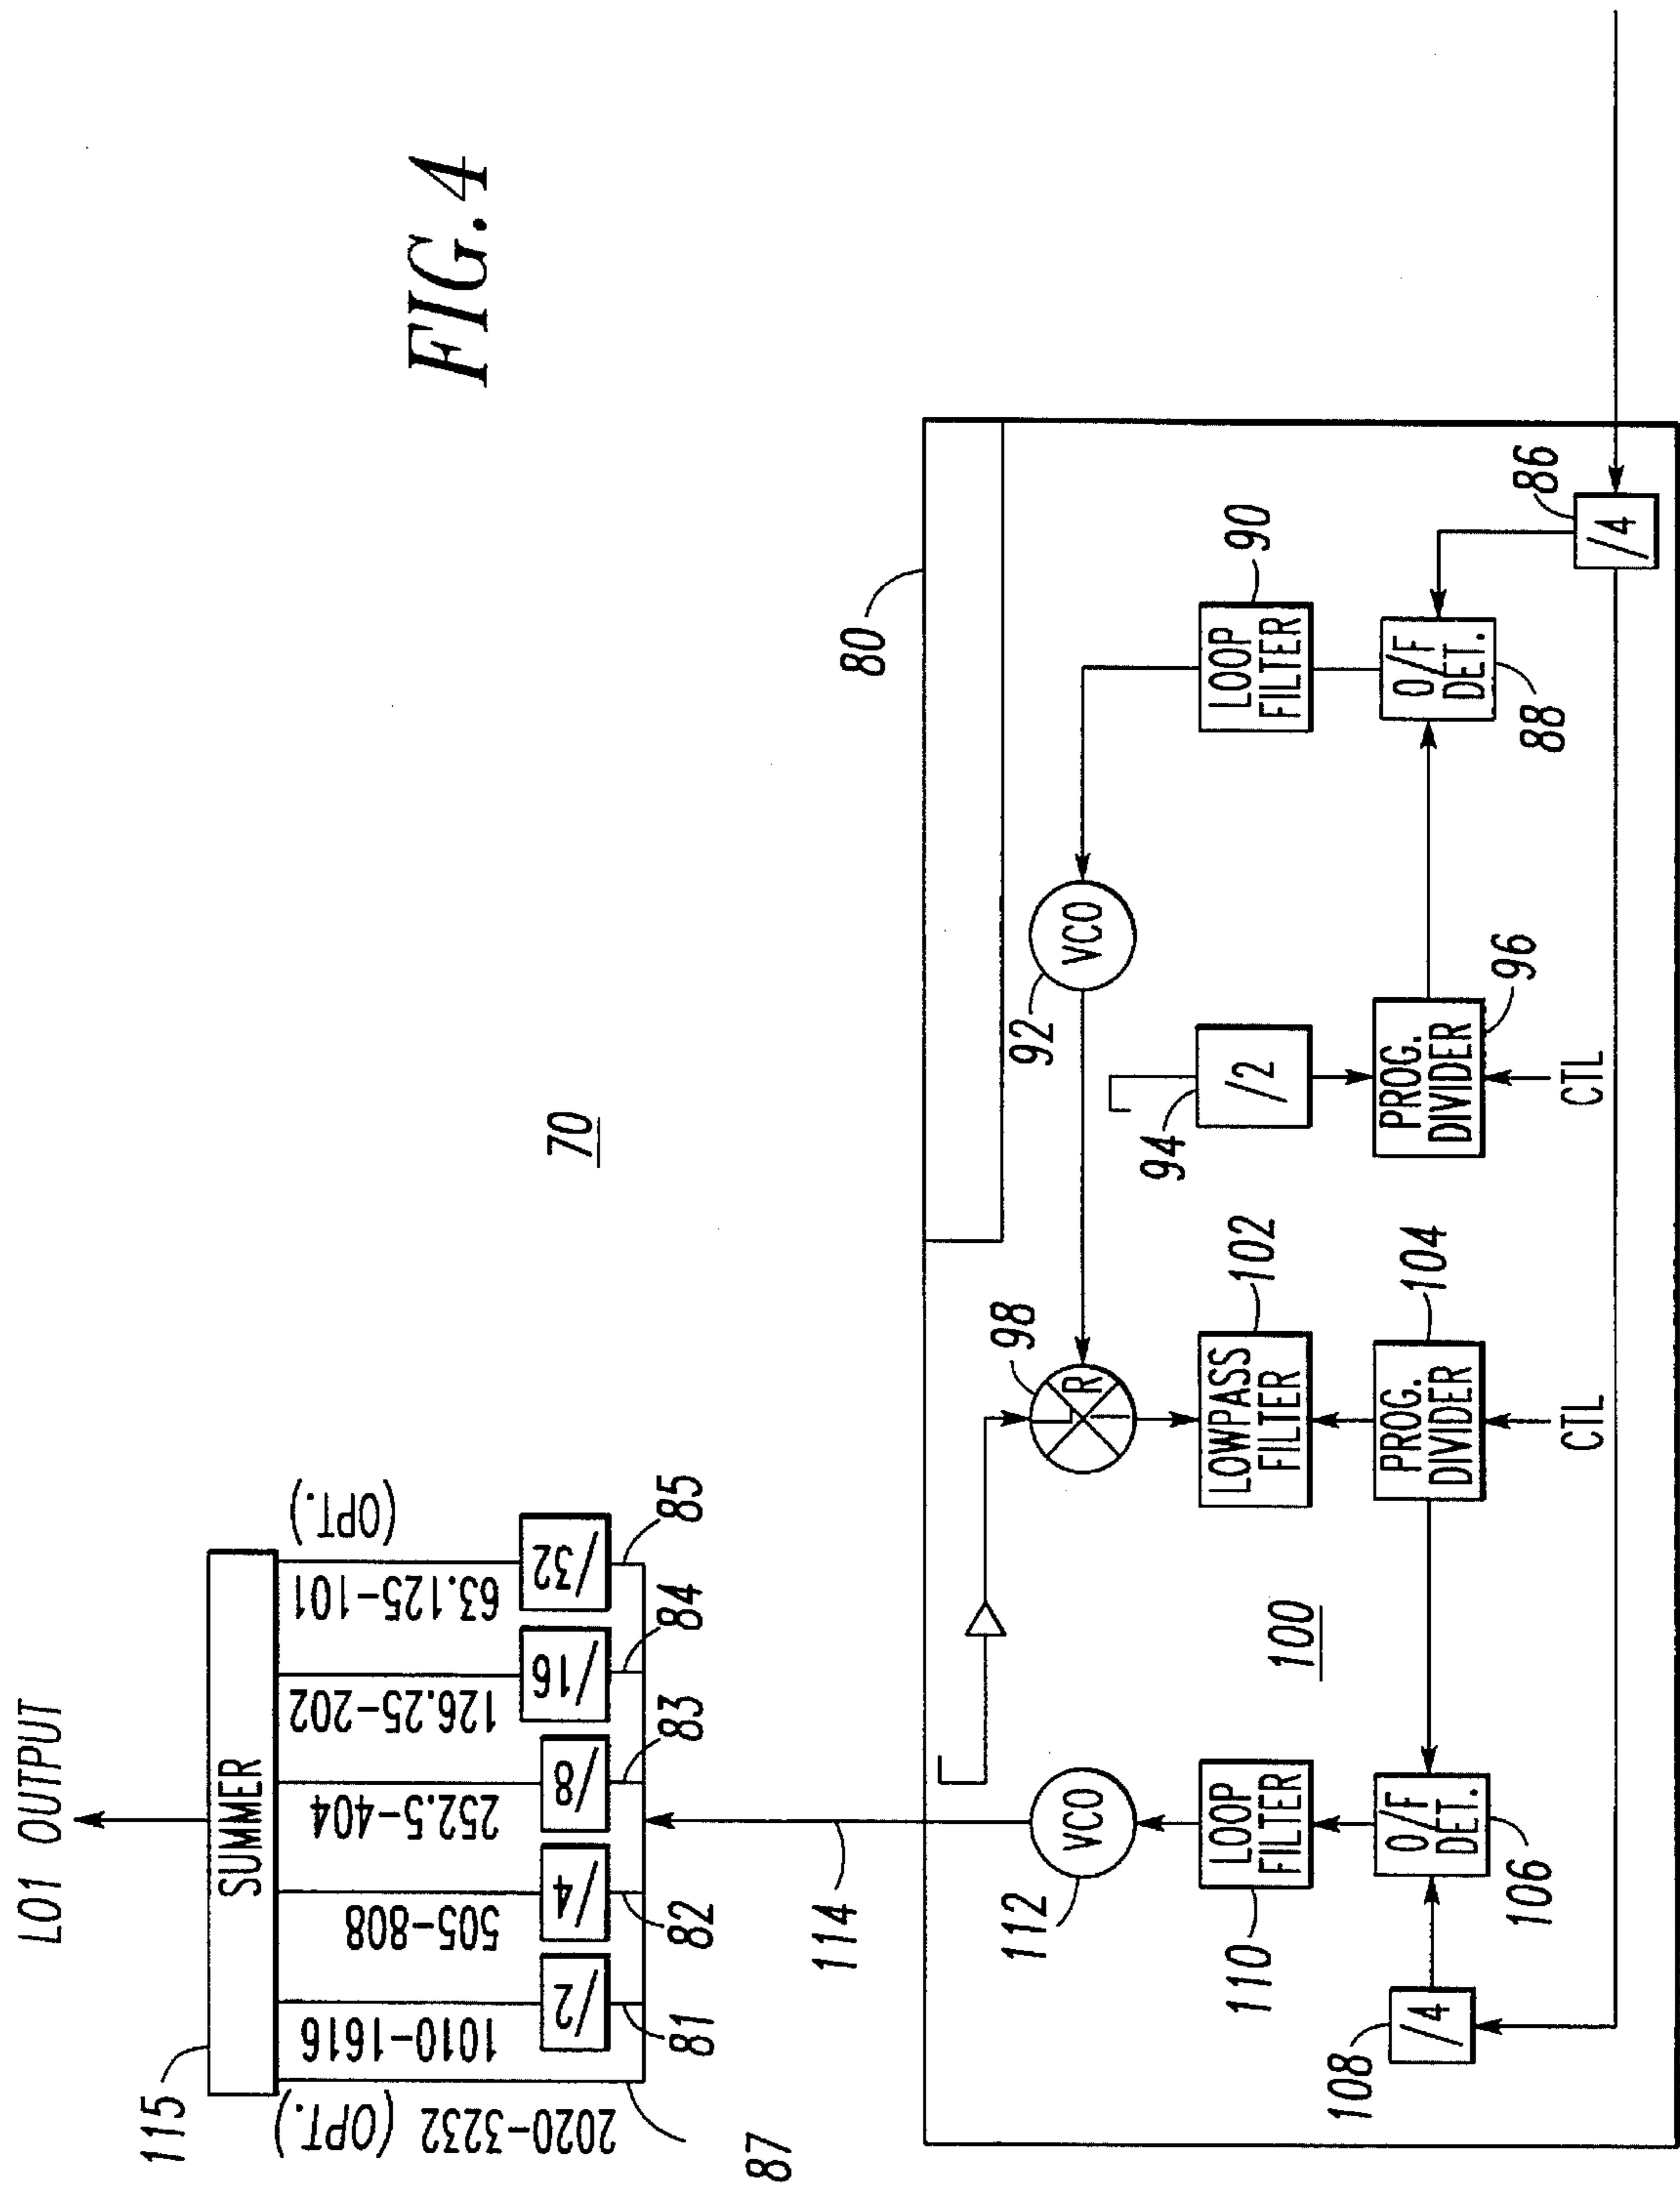 FIG. 4
70
LO1 OUTPUT
115
SUMMER
(OPT.)
2020-3232
1010-1616
505-808
252.5-404
126.25-202
63.125-101
(OPT.)
/2
/4
/8
/16
/32
87
81
82
83
84
85
114
80
112
VCO
98
L
R
I
92
VCO
110
LOOP
FILTER
100
LOWPASS
FILTER
102
94
/2
LOOP
FILTER
90
108
/4
O/F
DET.
106
PROG.
DIVIDER
104
CTL
PROG.
DIVIDER
96
CTL
O/F
DET.
88
/4
86